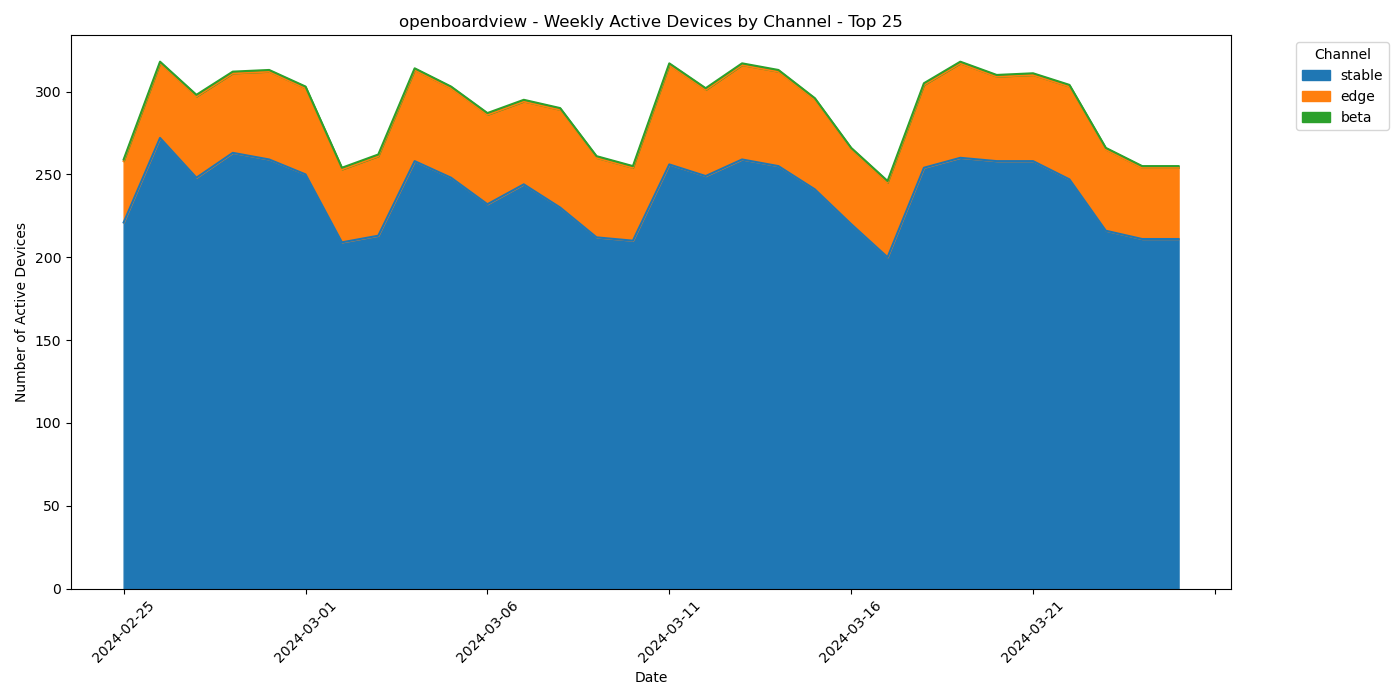 openboardview - Weekly Active Devices by Channel - Top 25
Channel
stable
edge
beta
Number of Active Devices
300
250
200
150
100
50
0
2024-02-25
2024-03-01
2024-03-06
2024-03-11
2024-03-16
2024-03-21
Date